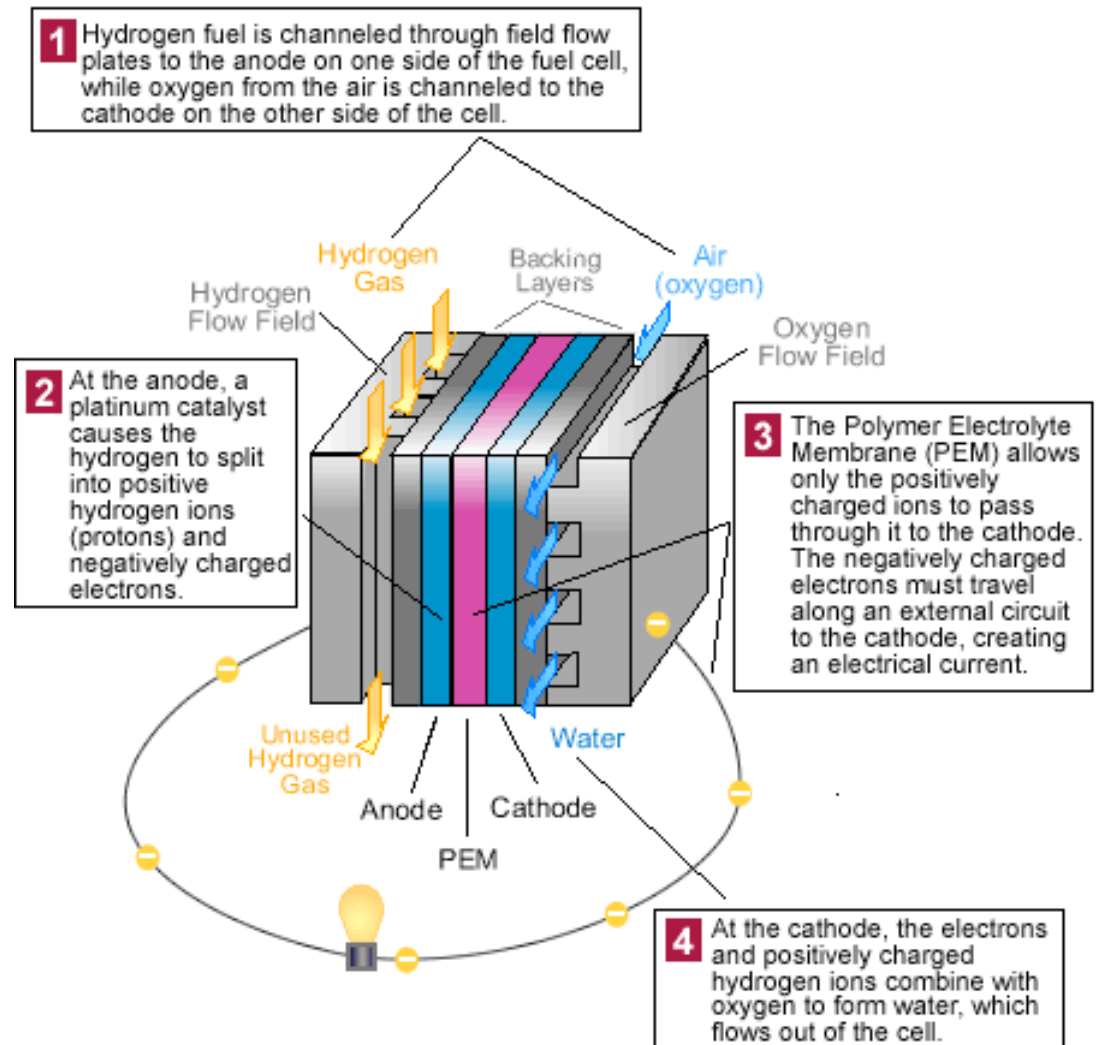 1 Hydrogen fuel is channeled through field flow
plates to the anode on one side of the fuel cell,
while oxygen from the air is channeled to the
cathode on the other side of the cell.
Hydrogen
Gas
Backing
Layers
Air
(oxygen)
Hydrogen
Flow Field
Oxygen
Flow Field
2 At the anode, a
platinum catalyst
causes the
hydrogen to split
into positive
hydrogen ions
(protons) and
negatively charged
electrons.
3 The Polymer Electrolyte
Membrane (PEM) allows
only the positively
charged ions to pass
through it to the cathode.
The negatively charged
electrons must travel
along an external circuit
to the cathode, creating
an electrical current.
Unused
Hydrogen
Gas
Water
Anode
Cathode
PEM
4 At the cathode, the electrons
and positively charged
hydrogen ions combine with
oxygen to form water, which
flows out of the cell.